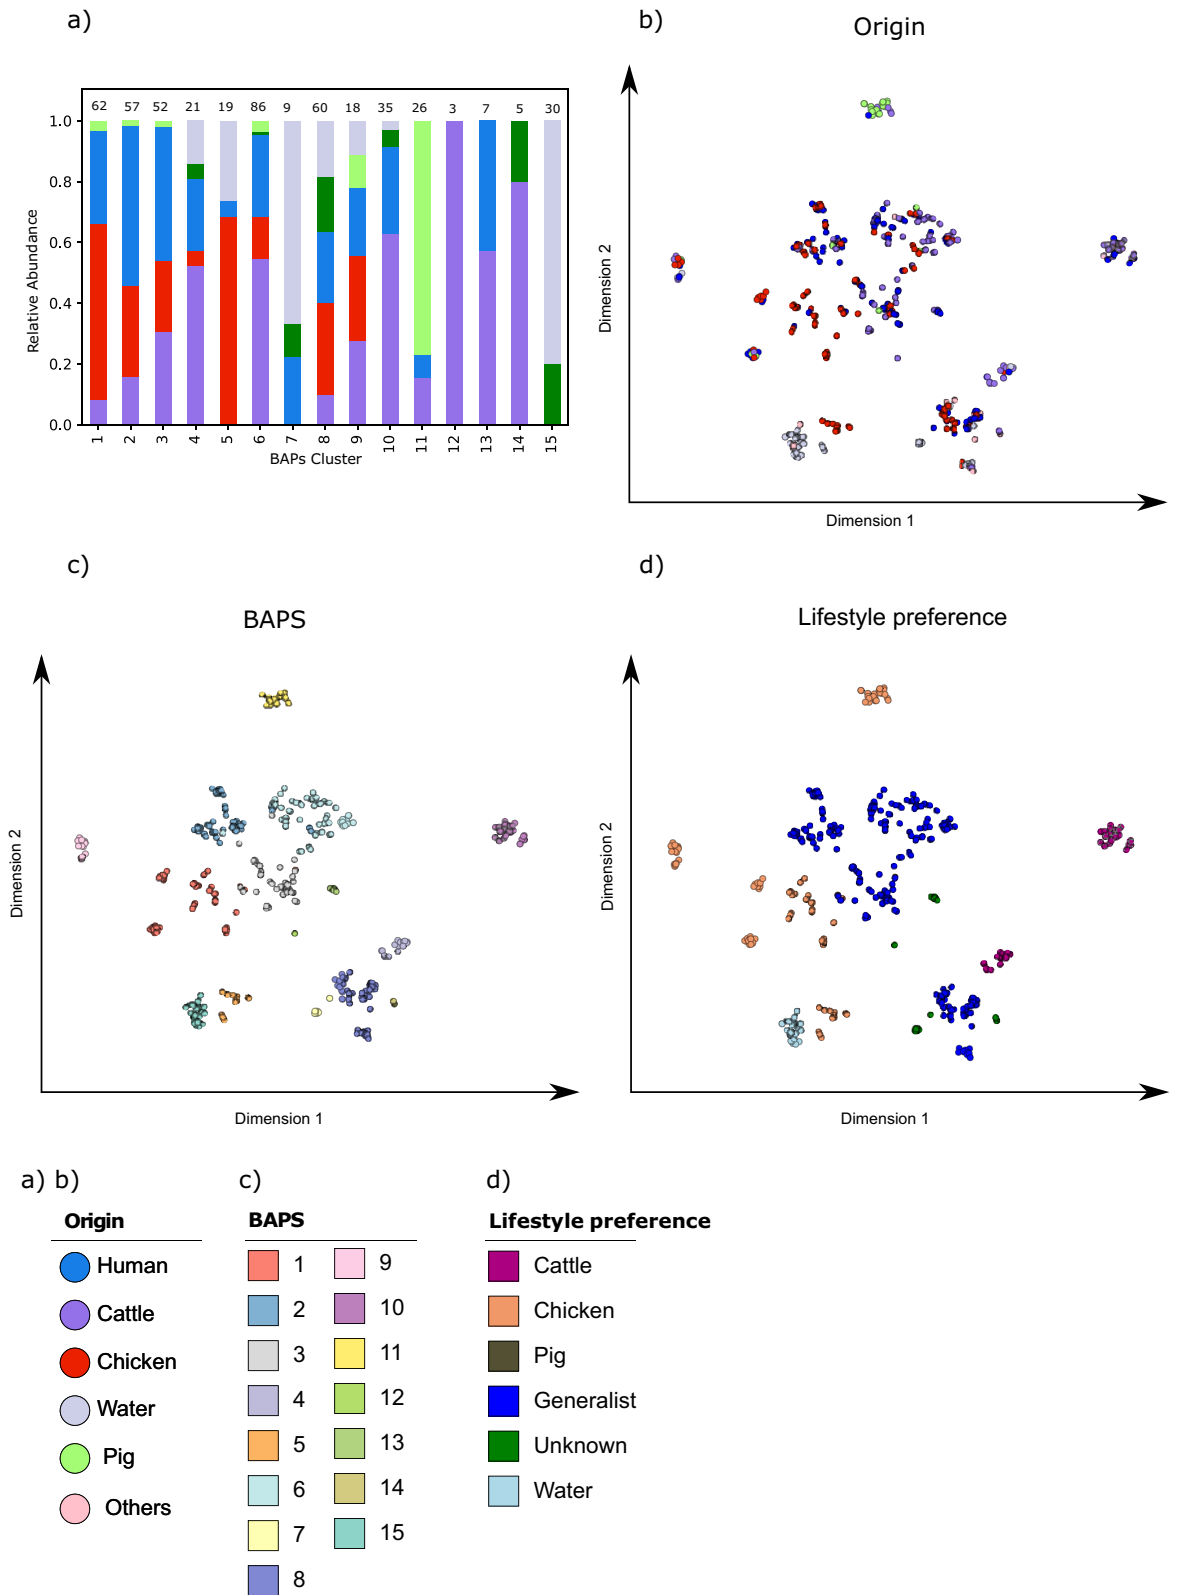 a)
62 57 52 21 19 86 9 60 18 35 26 3 7 5 30
1.0
0.8
0.6
0.4
0.2
0.0
Relative Abundance
1 2 3 4 5 6 7 8 9 10 11 12 13 14 15
BAPs Cluster
b)
Origin
Dimension 2
Dimension 1
c)
BAPS
Dimension 2
Dimension 1
d)
Lifestyle preference
Dimension 2
Dimension 1
a) b)
Origin
Human
Cattle
Chicken
Water
Pig
Others
c)
BAPS
1
2
3
4
5
6
7
8
9
10
11
12
13
14
15
d)
Lifestyle preference
Cattle
Chicken
Pig
Generalist
Unknown
Water